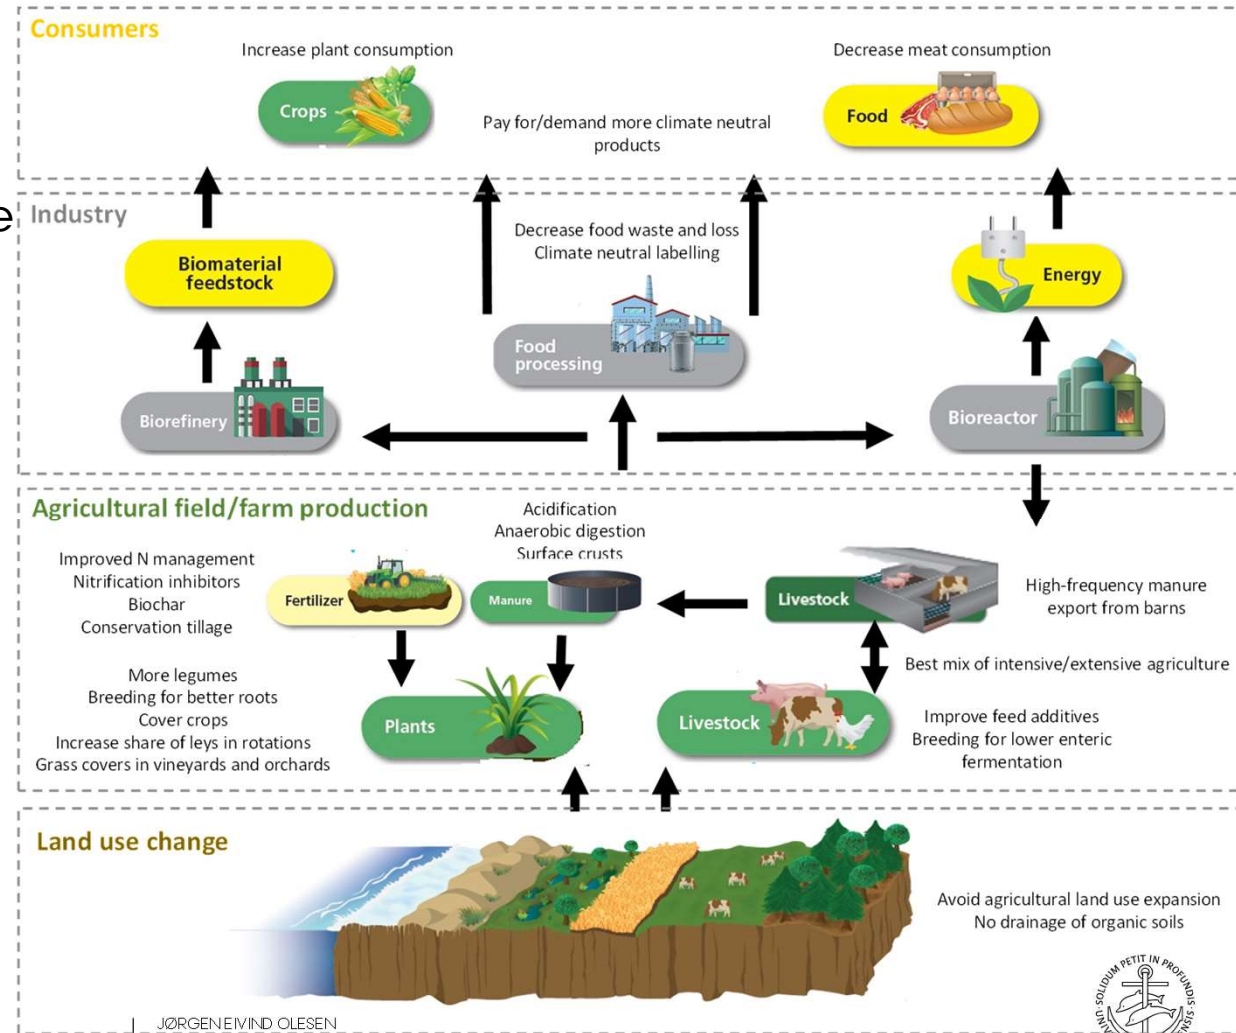 Consumers
Increase plant consumption
Decrease meat consumption
Crops
Food
Pay for/demand more climate neutral
products
e
Industry
Decrease food waste and loss
Climate neutral labelling
Biomaterial
feedstock
Energy
Food
processing
Biorefinery
Bioreactor
Agricultural field/farm production
Acidification
Anaerobic digestion
Surface crusts
Improved N management
Nitrification inhibitors
Biochar
Conservation tillage
Fertilizer
Manure
Livestock
High-frequency manure
export from barns
Best mix of intensive/extensive agriculture
More legumes
Breeding for better roots
Cover crops
Increase share of leys in rotations
Grass covers in vineyards and orchards
Plants
Livestock
Improve feed additives
Breeding for lower enteric
fermentation
Land use change
Avoid agricultural land use expansion
No drainage of organic soils
SOLIDUM PETIT IN PROFUNDIS
JØRGEN EIVIND OLESEN